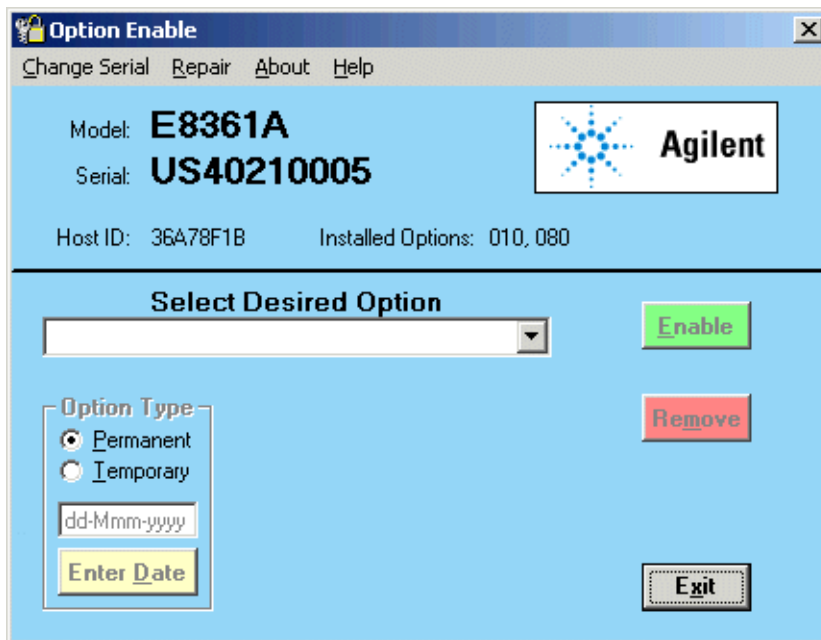 Option Enable
Change Serial Repair About Help
Model: E8361A
Serial: US40210005
Agilent
Host ID: 36A78F1B Installed Options: 010, 080
Select Desired Option
Enable
Option Type
Permanent
Temporary
dd-Mmm-yyyy
Enter Date
Remove
Exit